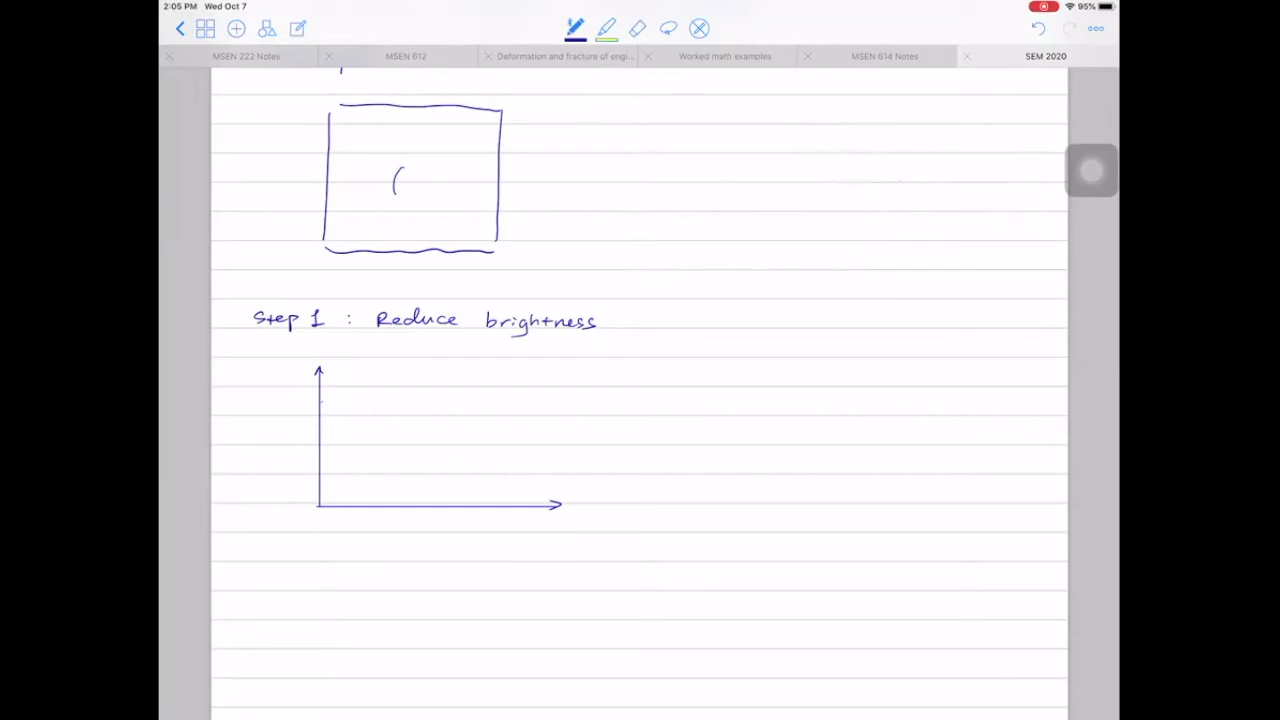 2:05 PM Wed Oct 7
95%
MSEN 222 Notes
MSEN 612
Deformation and fracture of engi...
Worked math examples
MSEN 614 Notes
SEM 2020
Step 1 : Reduce brightness